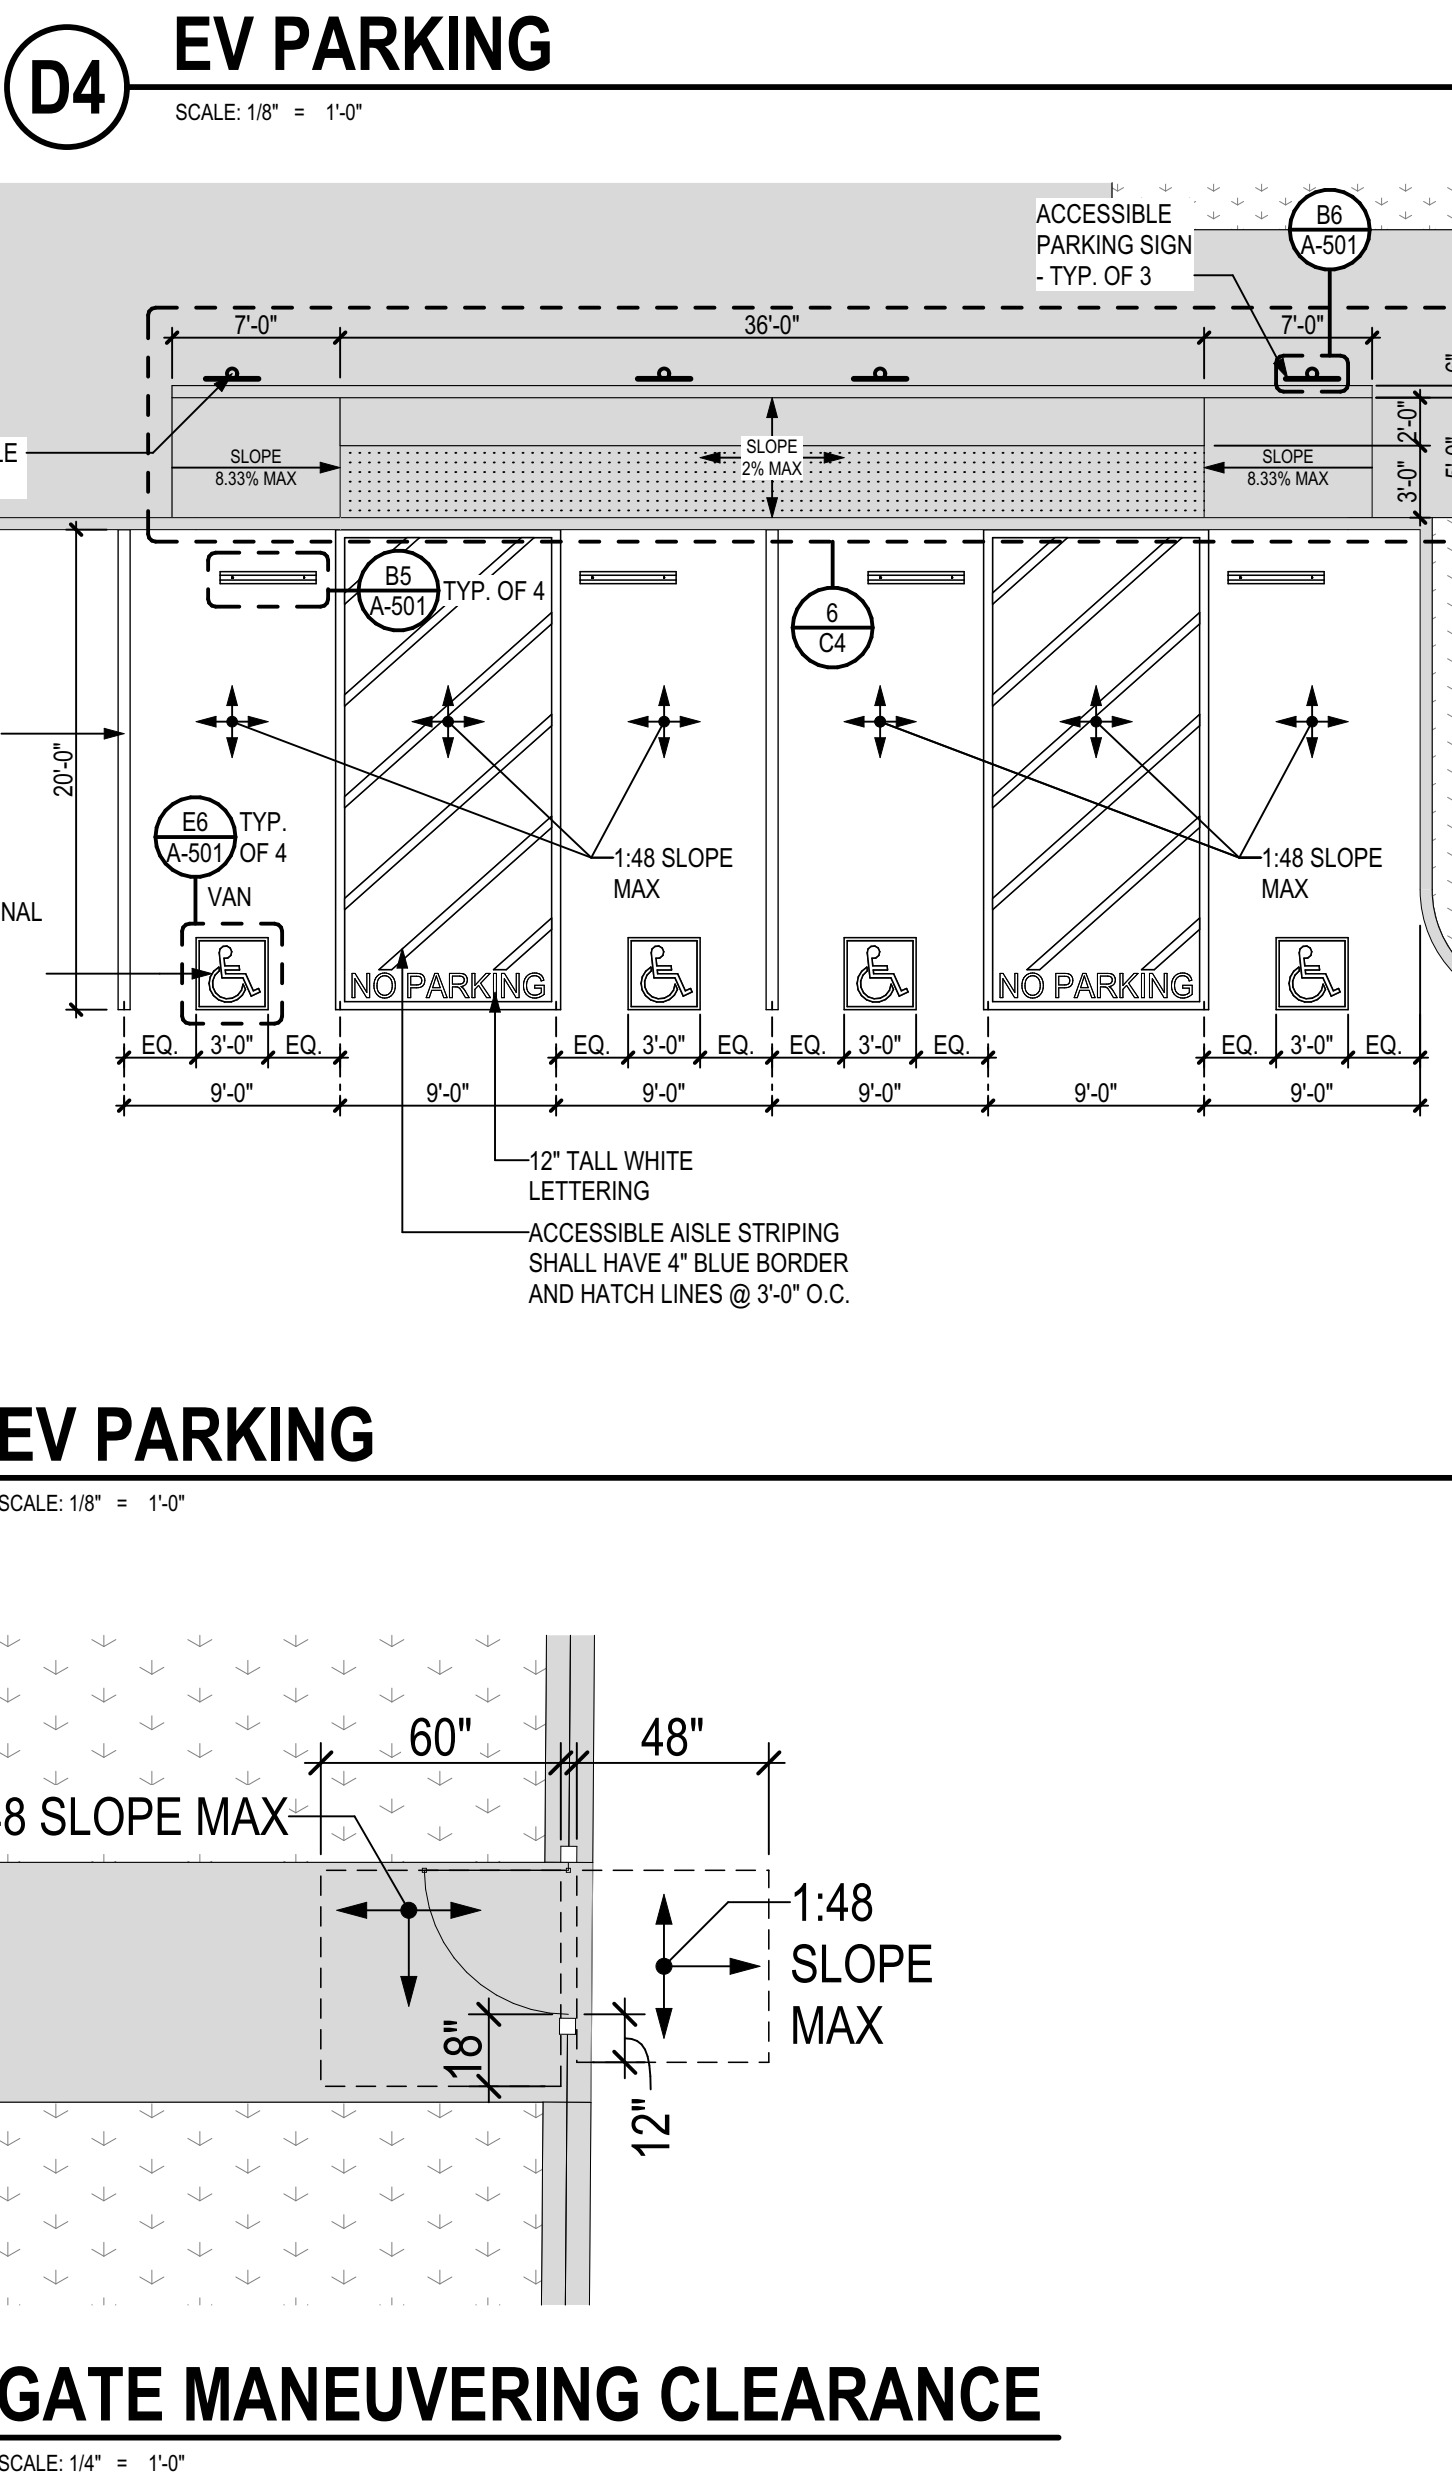 D4
EV PARKING
SCALE: 1/8" = 1'-0"
ACCESSIBLE
PARKING SIGN
- TYP. OF 3
B6
A-501
7'-0"
36'-0"
7'-0"
6"
2'-0"
SLOPE
8.33% MAX
SLOPE
2% MAX
SLOPE
8.33% MAX
3'-0"
5'-0"
LE
B5
A-501
TYP. OF 4
6
C4
20'-0"
E6
A-501
TYP.
OF 4
VAN
1:48 SLOPE
MAX
1:48 SLOPE
MAX
NAL
NO PARKING
NO PARKING
EQ. 3'-0" EQ. EQ. 3'-0" EQ. EQ. 3'-0" EQ. EQ. 3'-0" EQ.
9'-0" 9'-0" 9'-0" 9'-0" 9'-0" 9'-0"
12" TALL WHITE
LETTERING
ACCESSIBLE AISLE STRIPING
SHALL HAVE 4" BLUE BORDER
AND HATCH LINES @ 3'-0" O.C.
EV PARKING
SCALE: 1/8" = 1'-0"
60"
48"
8 SLOPE MAX
1:48
SLOPE
MAX
18"
12"
GATE MANEUVERING CLEARANCE
SCALE: 1/4" = 1'-0"